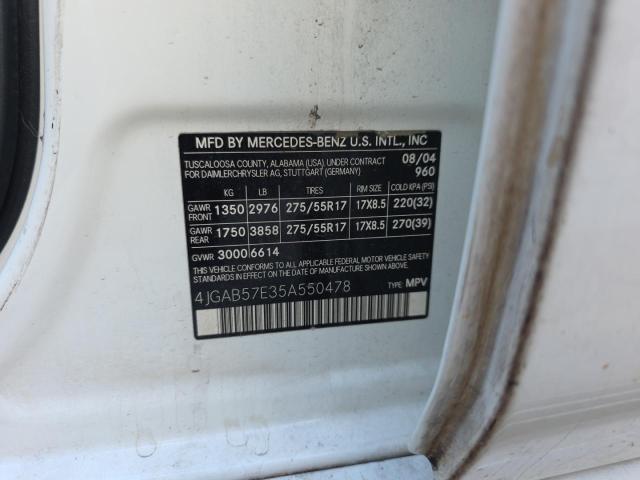 MFD BY MERCEDES-BENZ U.S. INTL., INC
TUSCALOOSA COUNTY, ALABAMA (USA) UNDER CONTRACT 08/04
FOR DAIMLERCHRYSLER AG, STUTTGART (GERMANY) 960
KG LB TIRES RIM SIZE COLD KPA (PSI)
GAWR FRONT 1350 2976 275/55R17 17X8.5 220(32)
GAWR REAR 1750 3858 275/55R17 17X8.5 270(39)
GVWR 3000 6614
THIS VEHICLE CONFORMS TO ALL APPLICABLE FEDERAL MOTOR VEHICLE SAFETY
STANDARDS IN EFFECT ON THE DATE OF MANUFACTURE SHOWN ABOVE
4JGAB57E35A550478 TYPE: MPV